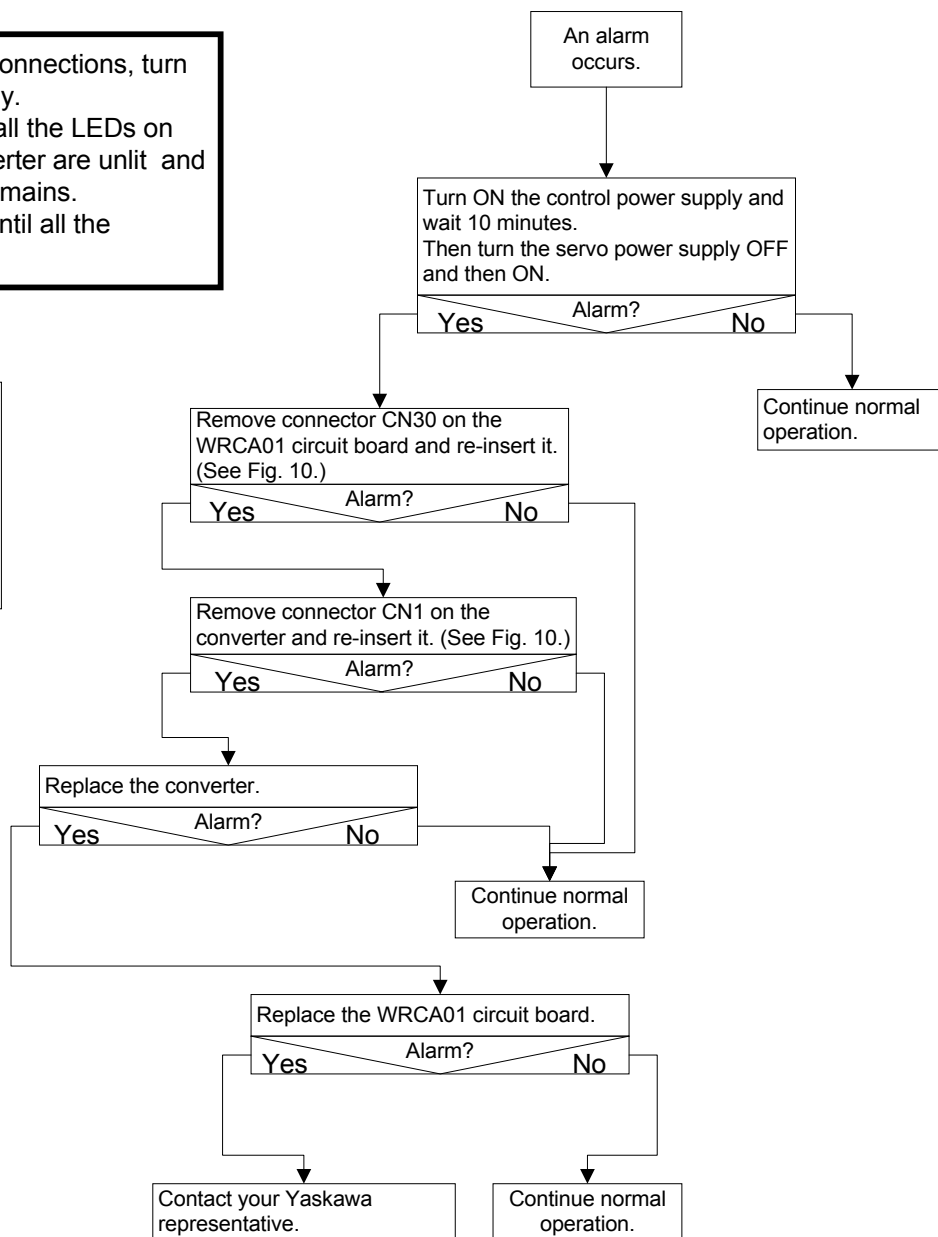 onnections, turn
y.
all the LEDs on
erter are unlit and
mains.
ntil all the
An alarm
occurs.
Turn ON the control power supply and
wait 10 minutes.
Then turn the servo power supply OFF
and then ON.
Alarm?
Yes
No
Continue normal
operation.
Remove connector CN30 on the
WRCA01 circuit board and re-insert it.
(See Fig. 10.)
Alarm?
Yes
No
Remove connector CN1 on the
converter and re-insert it. (See Fig. 10.)
Alarm?
Yes
No
Replace the converter.
Alarm?
Yes
No
Continue normal
operation.
Replace the WRCA01 circuit board.
Alarm?
Yes
No
Contact your Yaskawa
representative.
Continue normal
operation.